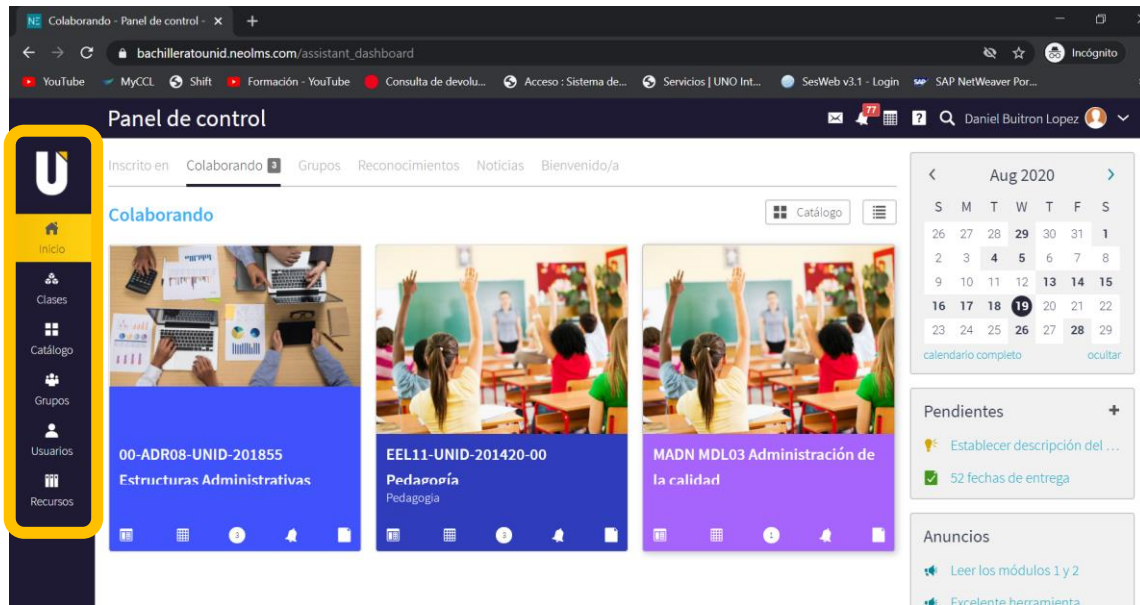 NE Colaborando - Panel de control -
bachilleratounid.neolms.com/assistant_dashboard
Incógnito
YouTube MyCCL Shift Formación - YouTube Consulta de devolu... Acceso : Sistema de... Servicios | UNO Int... SesWeb v3.1 - Login SAP SAP NetWeaver Por...
Panel de control
77
?
Daniel Buitron Lopez
U
Inicio
Clases
Catálogo
Grupos
Usuarios
Recursos
Inscrito en Colaborando 3 Grupos Reconocimientos Noticias Bienvenido/a
Colaborando
Catálogo
00-ADR08-UNID-201855
Estructuras Administrativas
3
EEL11-UNID-201420-00
Pedagogía
Pedagogia
3
MADN MDL03 Administración de
la calidad
1
Aug 2020
S M T W T F S
26 27 28 29 30 31 1
2 3 4 5 6 7 8
9 10 11 12 13 14 15
16 17 18 19 20 21 22
23 24 25 26 27 28 29
calendario completo ocultar
Pendientes
Establecer descripción del ...
52 fechas de entrega
Anuncios
Leer los módulos 1 y 2
Excelente herramienta